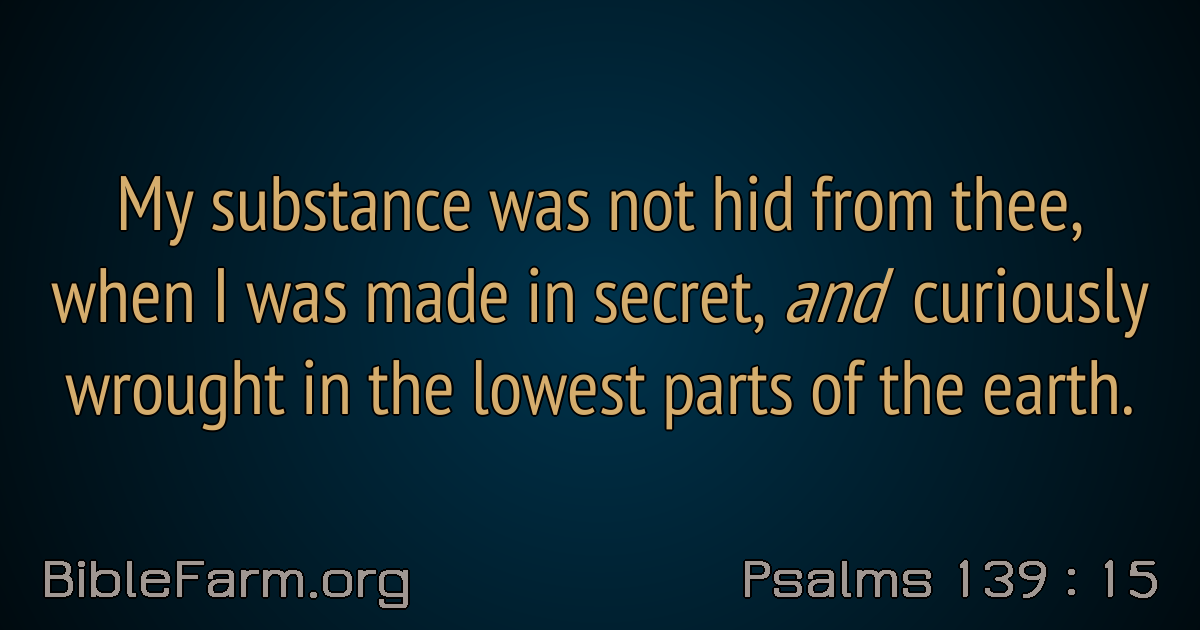 My substance was not hid from thee,
when I was made in secret, and curiously
wrought in the lowest parts of the earth.
BibleFarm.org
Psalms 139 : 15